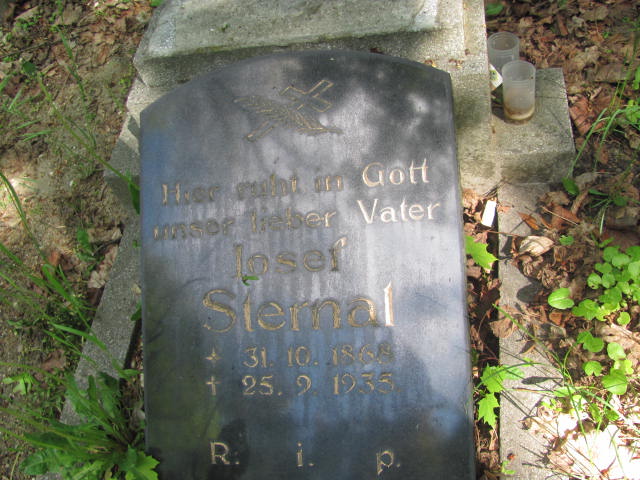 Hier ruht in Gott
unser lieber Vater
Josef
Sternal
* 31. 10. 1868
† 25. 9. 1935
R. i. p.